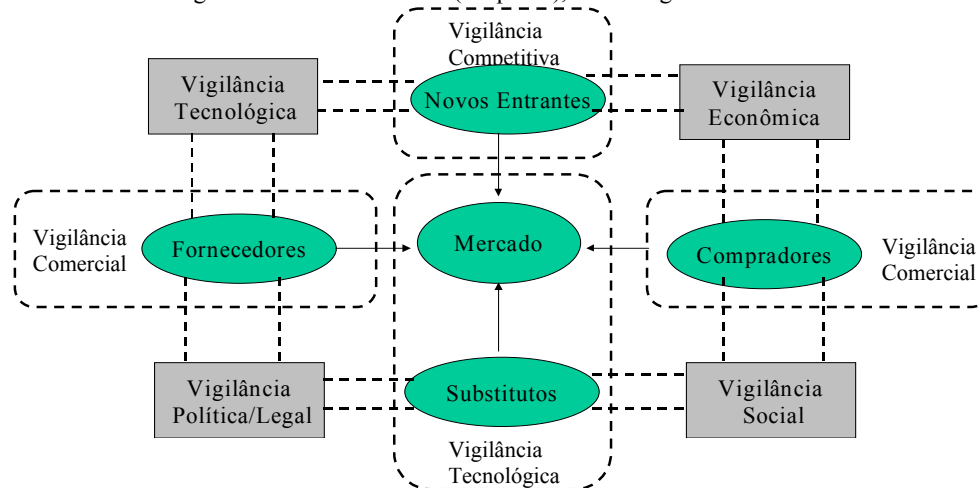 Vigilância
Competitiva
Vigilância
Tecnológica
Novos Entrantes
Vigilância
Econômica
Vigilância
Comercial
Fornecedores
Mercado
Compradores
Vigilância
Comercial
Vigilância
Política/Legal
Substitutos
Vigilância
Social
Vigilância
Tecnológica